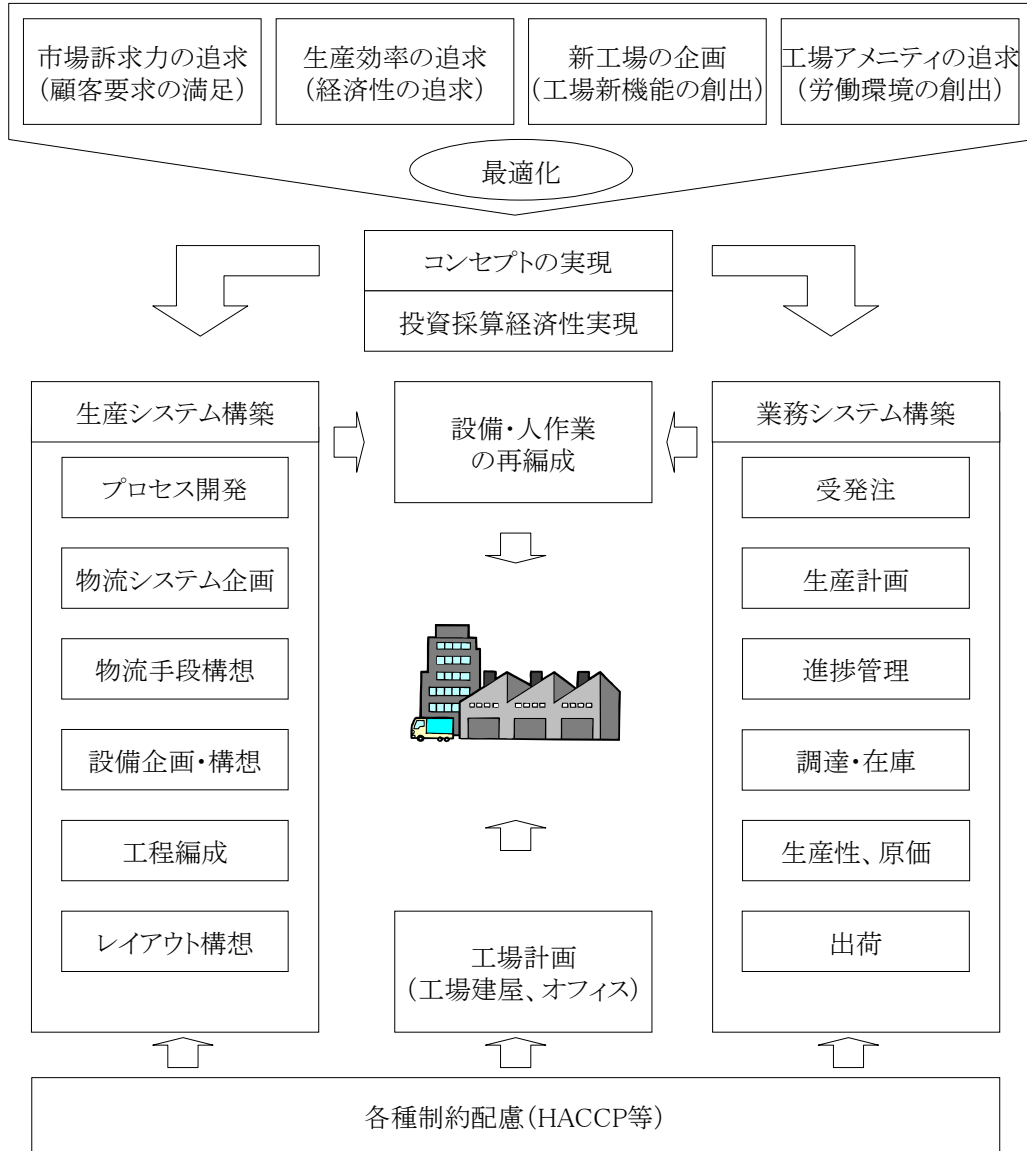 市場訴求力の追求
(顧客要求の満足)
生産効率の追求
(経済性の追求)
新工場の企画
(工場新機能の創出)
工場アメニティの追求
(労働環境の創出)
最適化
コンセプトの実現
投資採算経済性実現
生産システム構築
プロセス開発
物流システム企画
物流手段構想
設備企画・構想
工程編成
レイアウト構想
設備・人作業
の再編成
工場計画
(工場建屋、オフィス)
業務システム構築
受発注
生産計画
進捗管理
調達・在庫
生産性、原価
出荷
各種制約配慮(HACCP等)